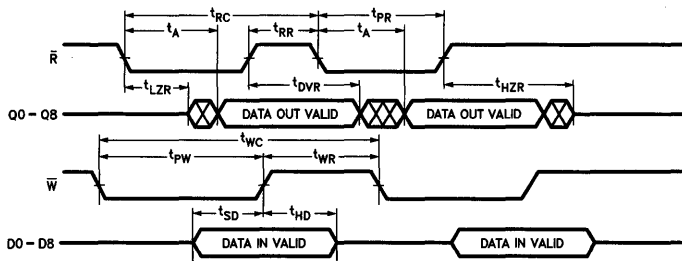 tRC tPR
tA tRR tA
R̅
tLZR tDVR tHZR
Q0 – Q8 DATA OUT VALID DATA OUT VALID
tWC
tPW tWR
W̅
tSD tHD
D0 – D8 DATA IN VALID DATA IN VALID